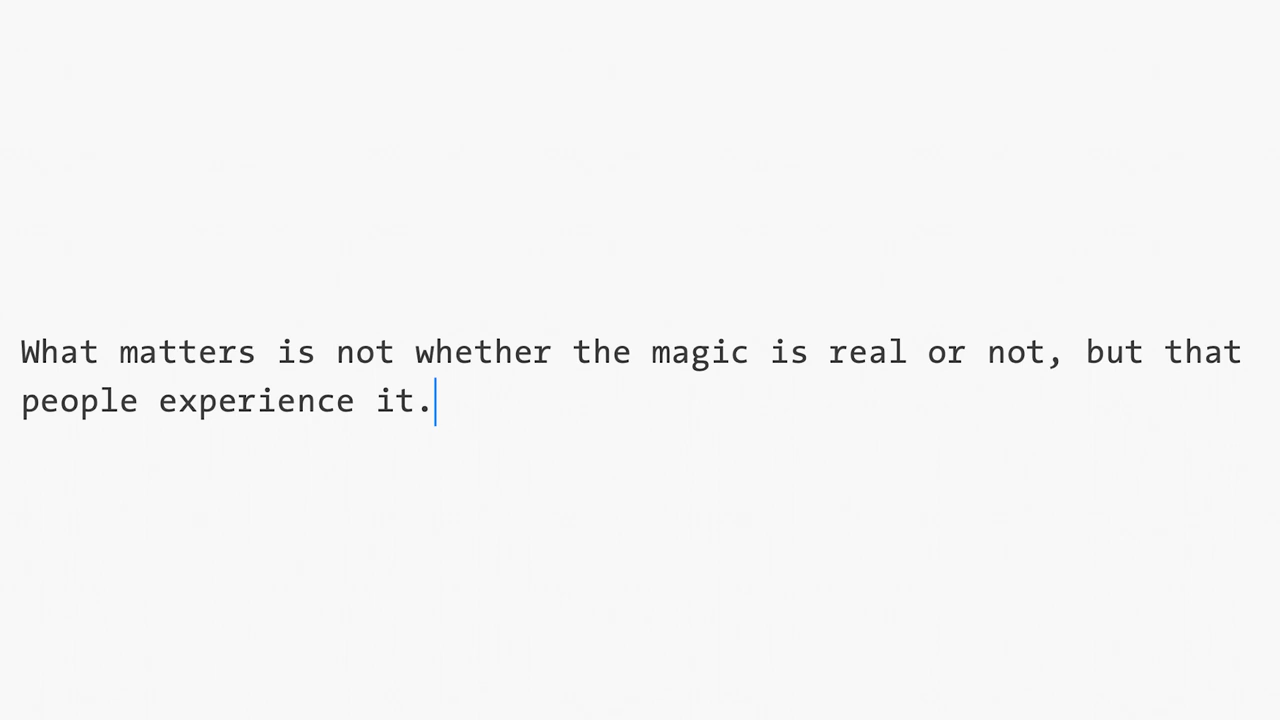 What matters is not whether the magic is real or not, but that
people experience it.